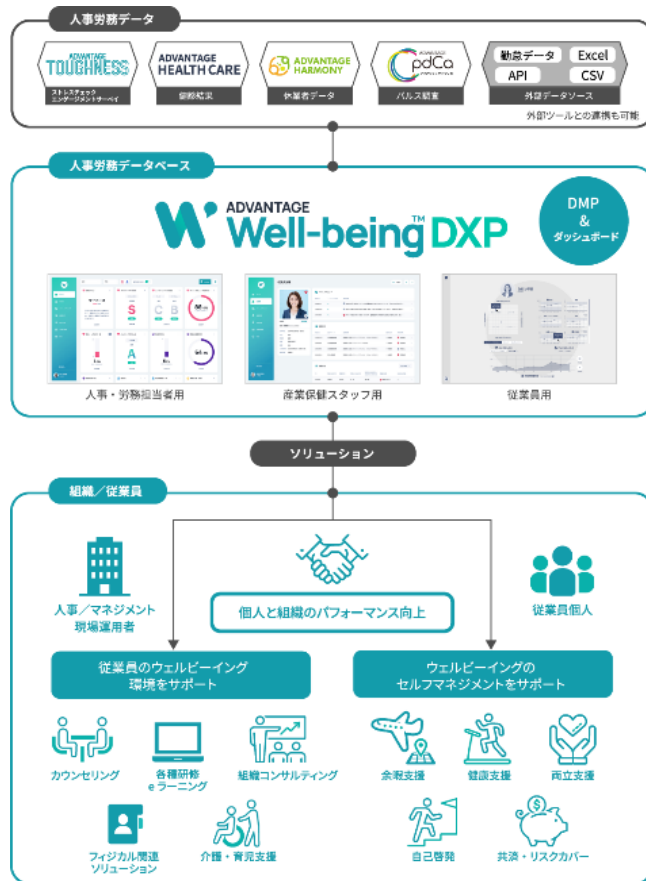 人事労務データ
ADVANTAGE
TOUGHNESS
ストレスチェック
エンゲージメントサーベイ
ADVANTAGE
HEALTH CARE
健診結果
ADVANTAGE
HARMONY
休業者データ
ADVANTAGE
pdCa
パルス調査
勤怠データ
Excel
API
CSV
外部データソース
外部ツールとの連携も可能
人事労務データベース
ADVANTAGE
Well-being™ DXP
DMP
&
ダッシュボード
S
C
B
A
人事・労務担当者用
産業保健スタッフ用
従業員用
ソリューション
組織／従業員
人事／マネジメント
現場運用者
個人と組織のパフォーマンス向上
従業員個人
従業員のウェルビーイング
環境をサポート
ウェルビーイングの
セルフマネジメントをサポート
カウンセリング
各種研修
eラーニング
組織コンサルティング
余暇支援
健康支援
両立支援
フィジカル関連
ソリューション
介護・育児支援
自己啓発
共済・リスクカバー